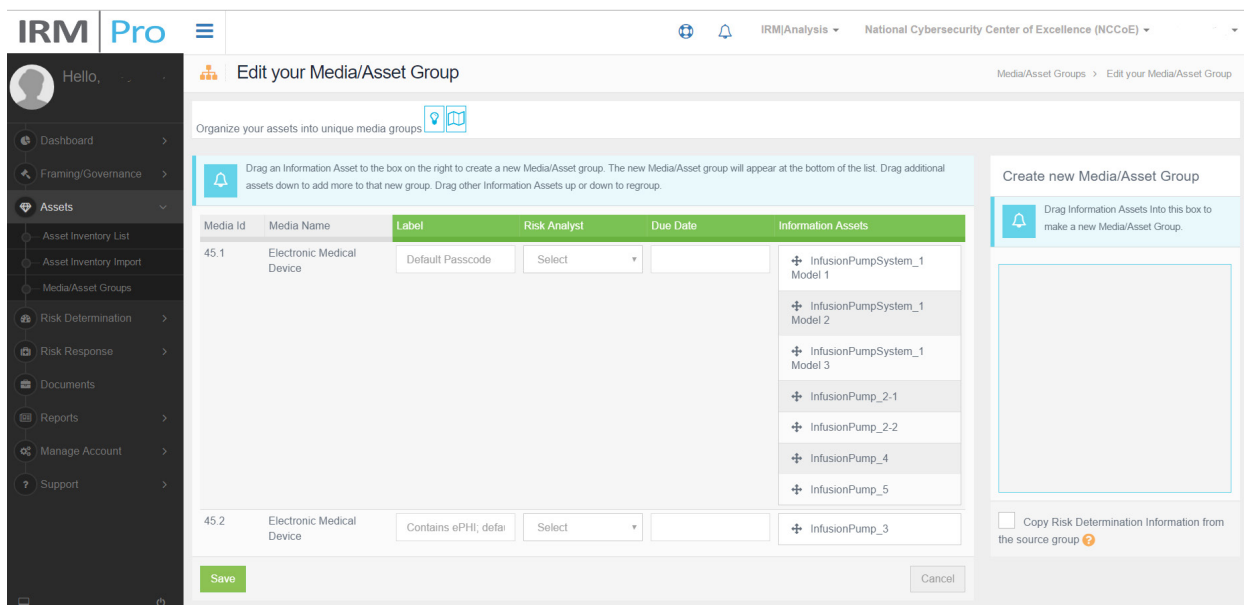 IRM|Pro
IRM|Analysis
National Cybersecurity Center of Excellence (NCCoE)
Hello,
Dashboard
Framing/Governance
Assets
Asset Inventory List
Asset Inventory Import
Media/Asset Groups
Risk Determination
Risk Response
Documents
Reports
Manage Account
Support
Edit your Media/Asset Group
Media/Asset Groups > Edit your Media/Asset Group
Organize your assets into unique media groups
Drag an Information Asset to the box on the right to create a new Media/Asset group. The new Media/Asset group will appear at the bottom of the list. Drag additional
assets down to add more to that new group. Drag other Information Assets up or down to regroup.
Media Id Media Name Label Risk Analyst Due Date Information Assets
45.1 Electronic Medical
Device
Default Passcode
Select
InfusionPumpSystem_1
Model 1
InfusionPumpSystem_1
Model 2
InfusionPumpSystem_1
Model 3
InfusionPump_2-1
InfusionPump_2-2
InfusionPump_4
InfusionPump_5
45.2 Electronic Medical
Device
Contains ePHI; defau
Select
InfusionPump_3
Save
Cancel
Create new Media/Asset Group
Drag Information Assets Into this box to
make a new Media/Asset Group.
Copy Risk Determination Information from
the source group ?